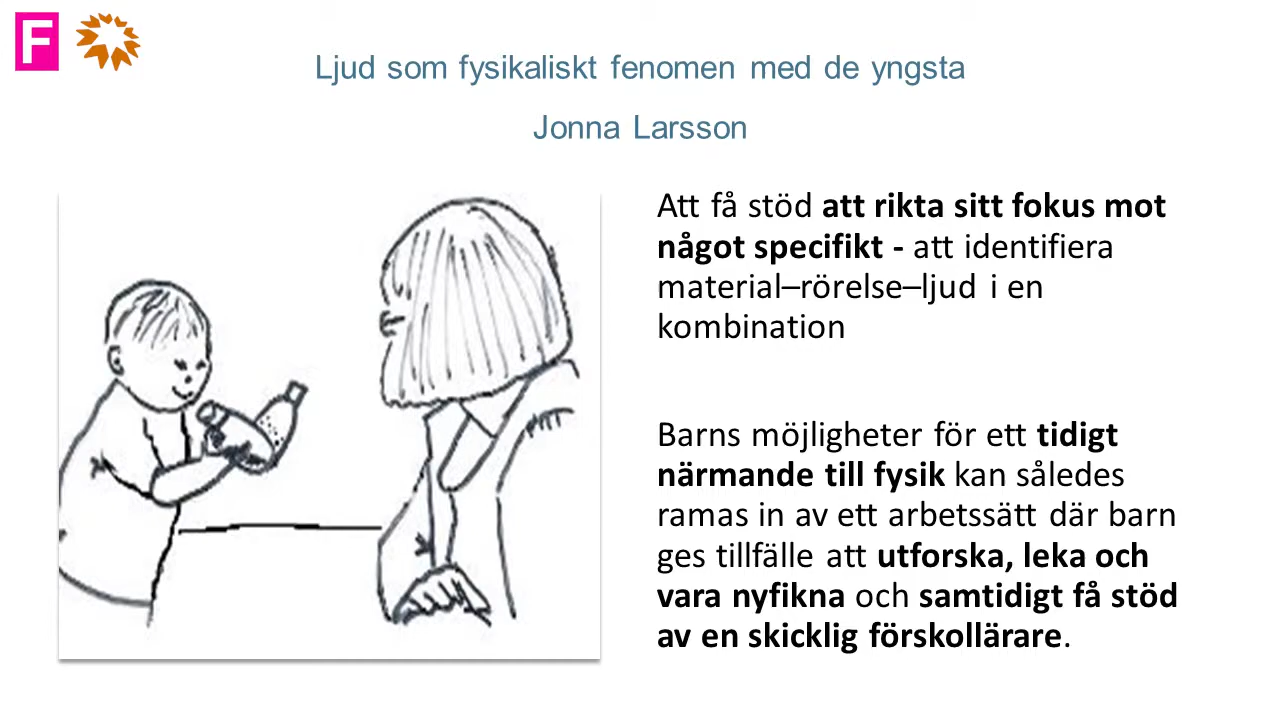 F
Ljud som fysikaliskt fenomen med de yngsta
Jonna Larsson
Att få stöd att rikta sitt fokus mot
något specifikt - att identifiera
material–rörelse–ljud i en
kombination
Barns möjligheter för ett tidigt
närmande till fysik kan således
ramas in av ett arbetssätt där barn
ges tillfälle att utforska, leka och
vara nyfikna och samtidigt få stöd
av en skicklig förskollärare.